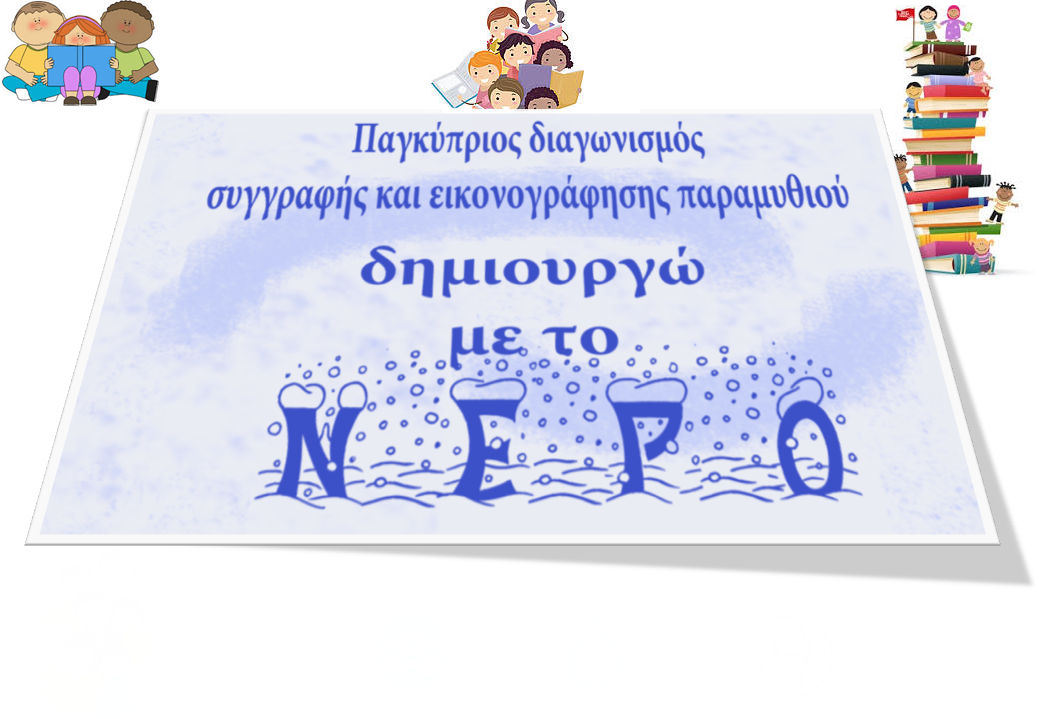 Παγκύπριος διαγωνισμός
συγγραφής και εικονογράφησης παραμυθιού
δημιουργώ
με το
ΝΕΡΟ